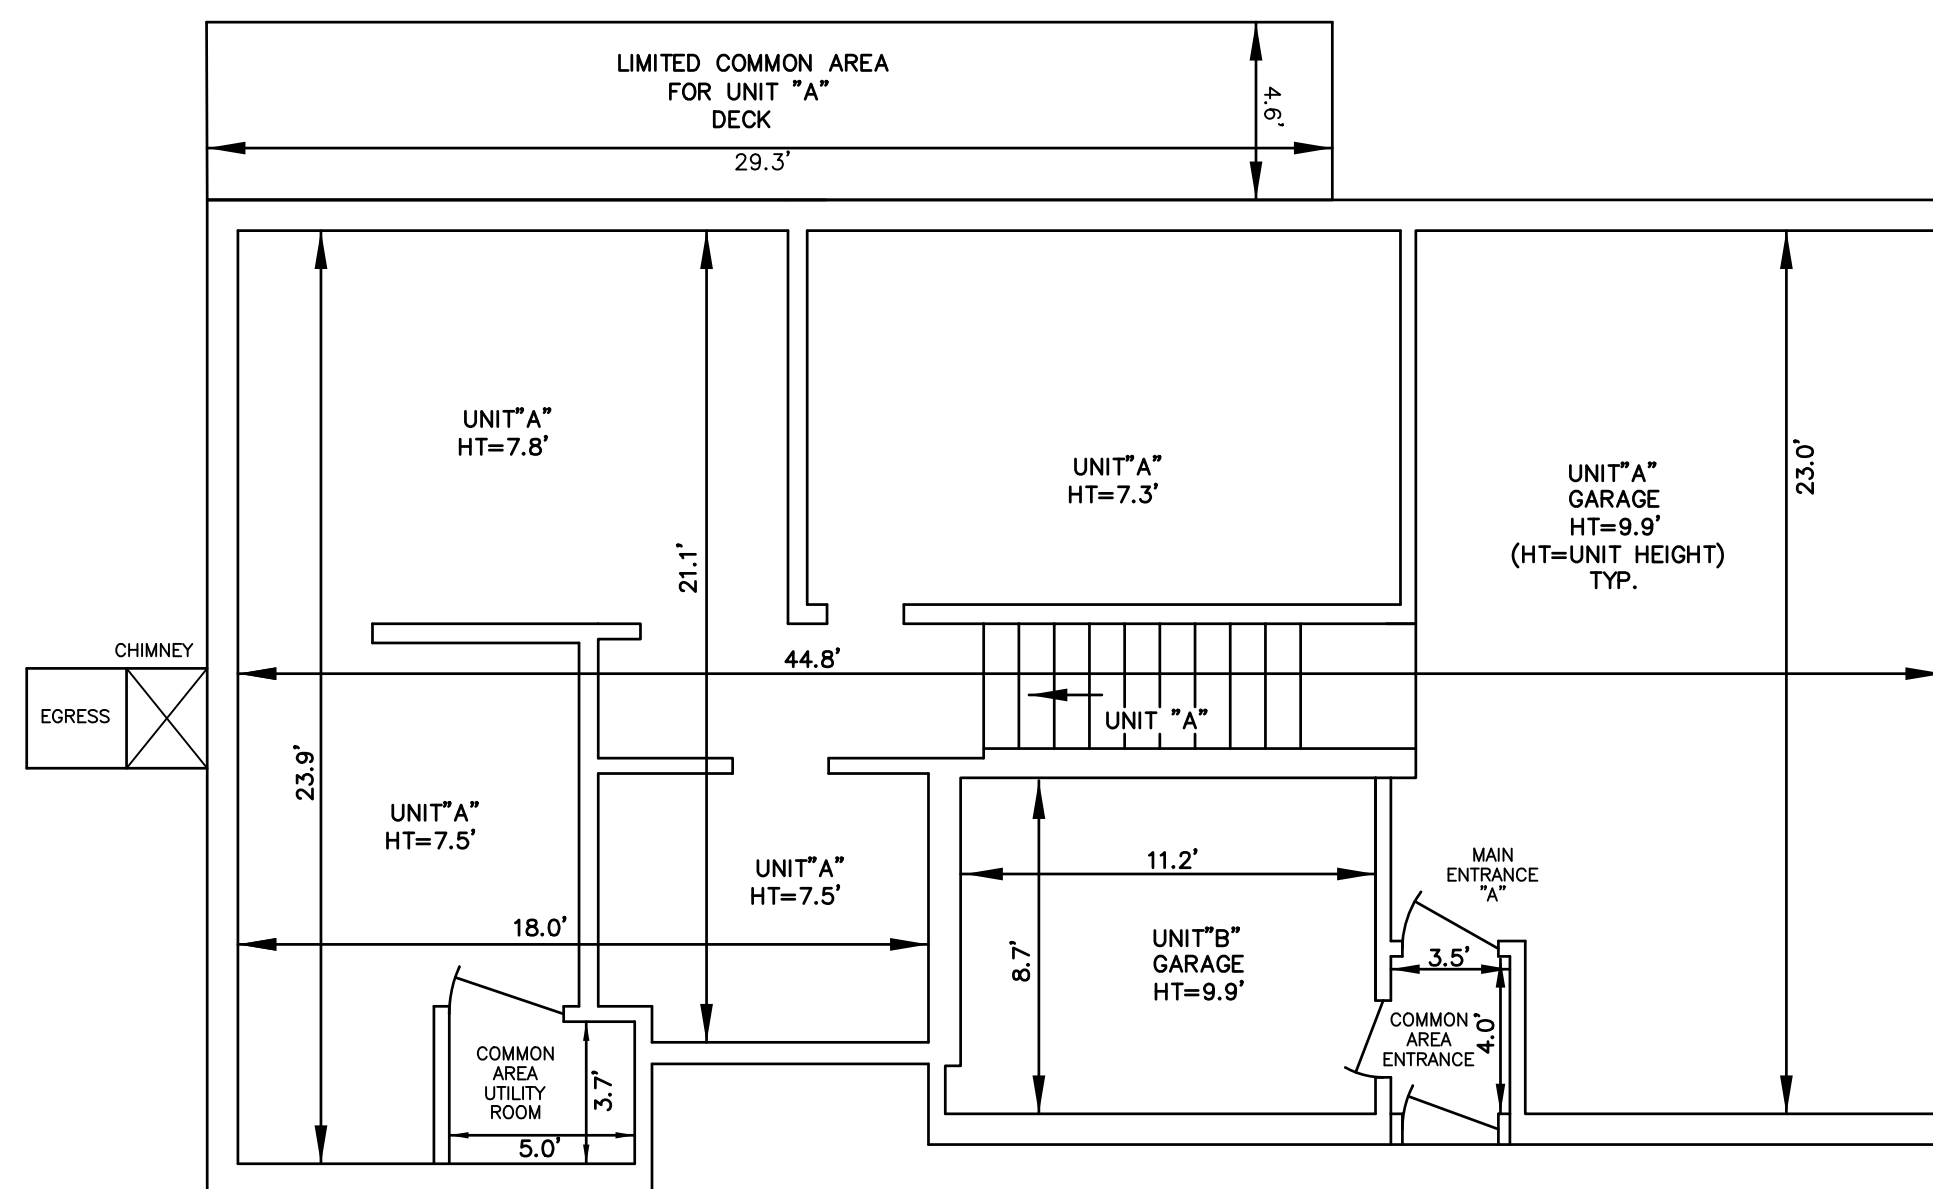 LIMITED COMMON AREA
FOR UNIT "A"
DECK
29.3'
4.6'
UNIT"A"
HT=7.8'
UNIT"A"
HT=7.3'
UNIT"A"
GARAGE
HT=9.9'
(HT=UNIT HEIGHT)
TYP.
23.0'
21.1'
44.8'
CHIMNEY
EGRESS
UNIT "A"
23.9'
UNIT"A"
HT=7.5'
UNIT"A"
HT=7.5'
18.0'
11.2'
8.7'
UNIT"B"
GARAGE
HT=9.9'
MAIN
ENTRANCE
"A"
3.5'
COMMON
AREA
ENTRANCE
4.0'
COMMON
AREA
UTILITY
ROOM
3.7'
5.0'